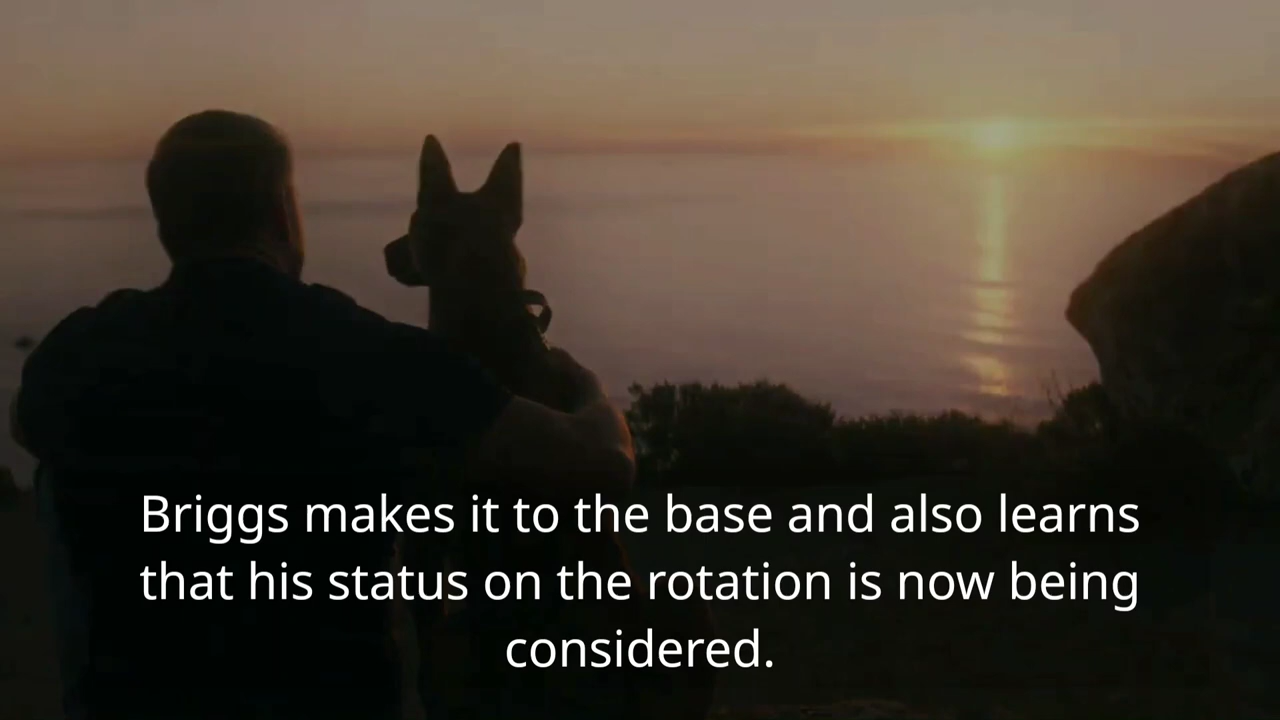 Briggs makes it to the base and also learns
that his status on the rotation is now being
considered.